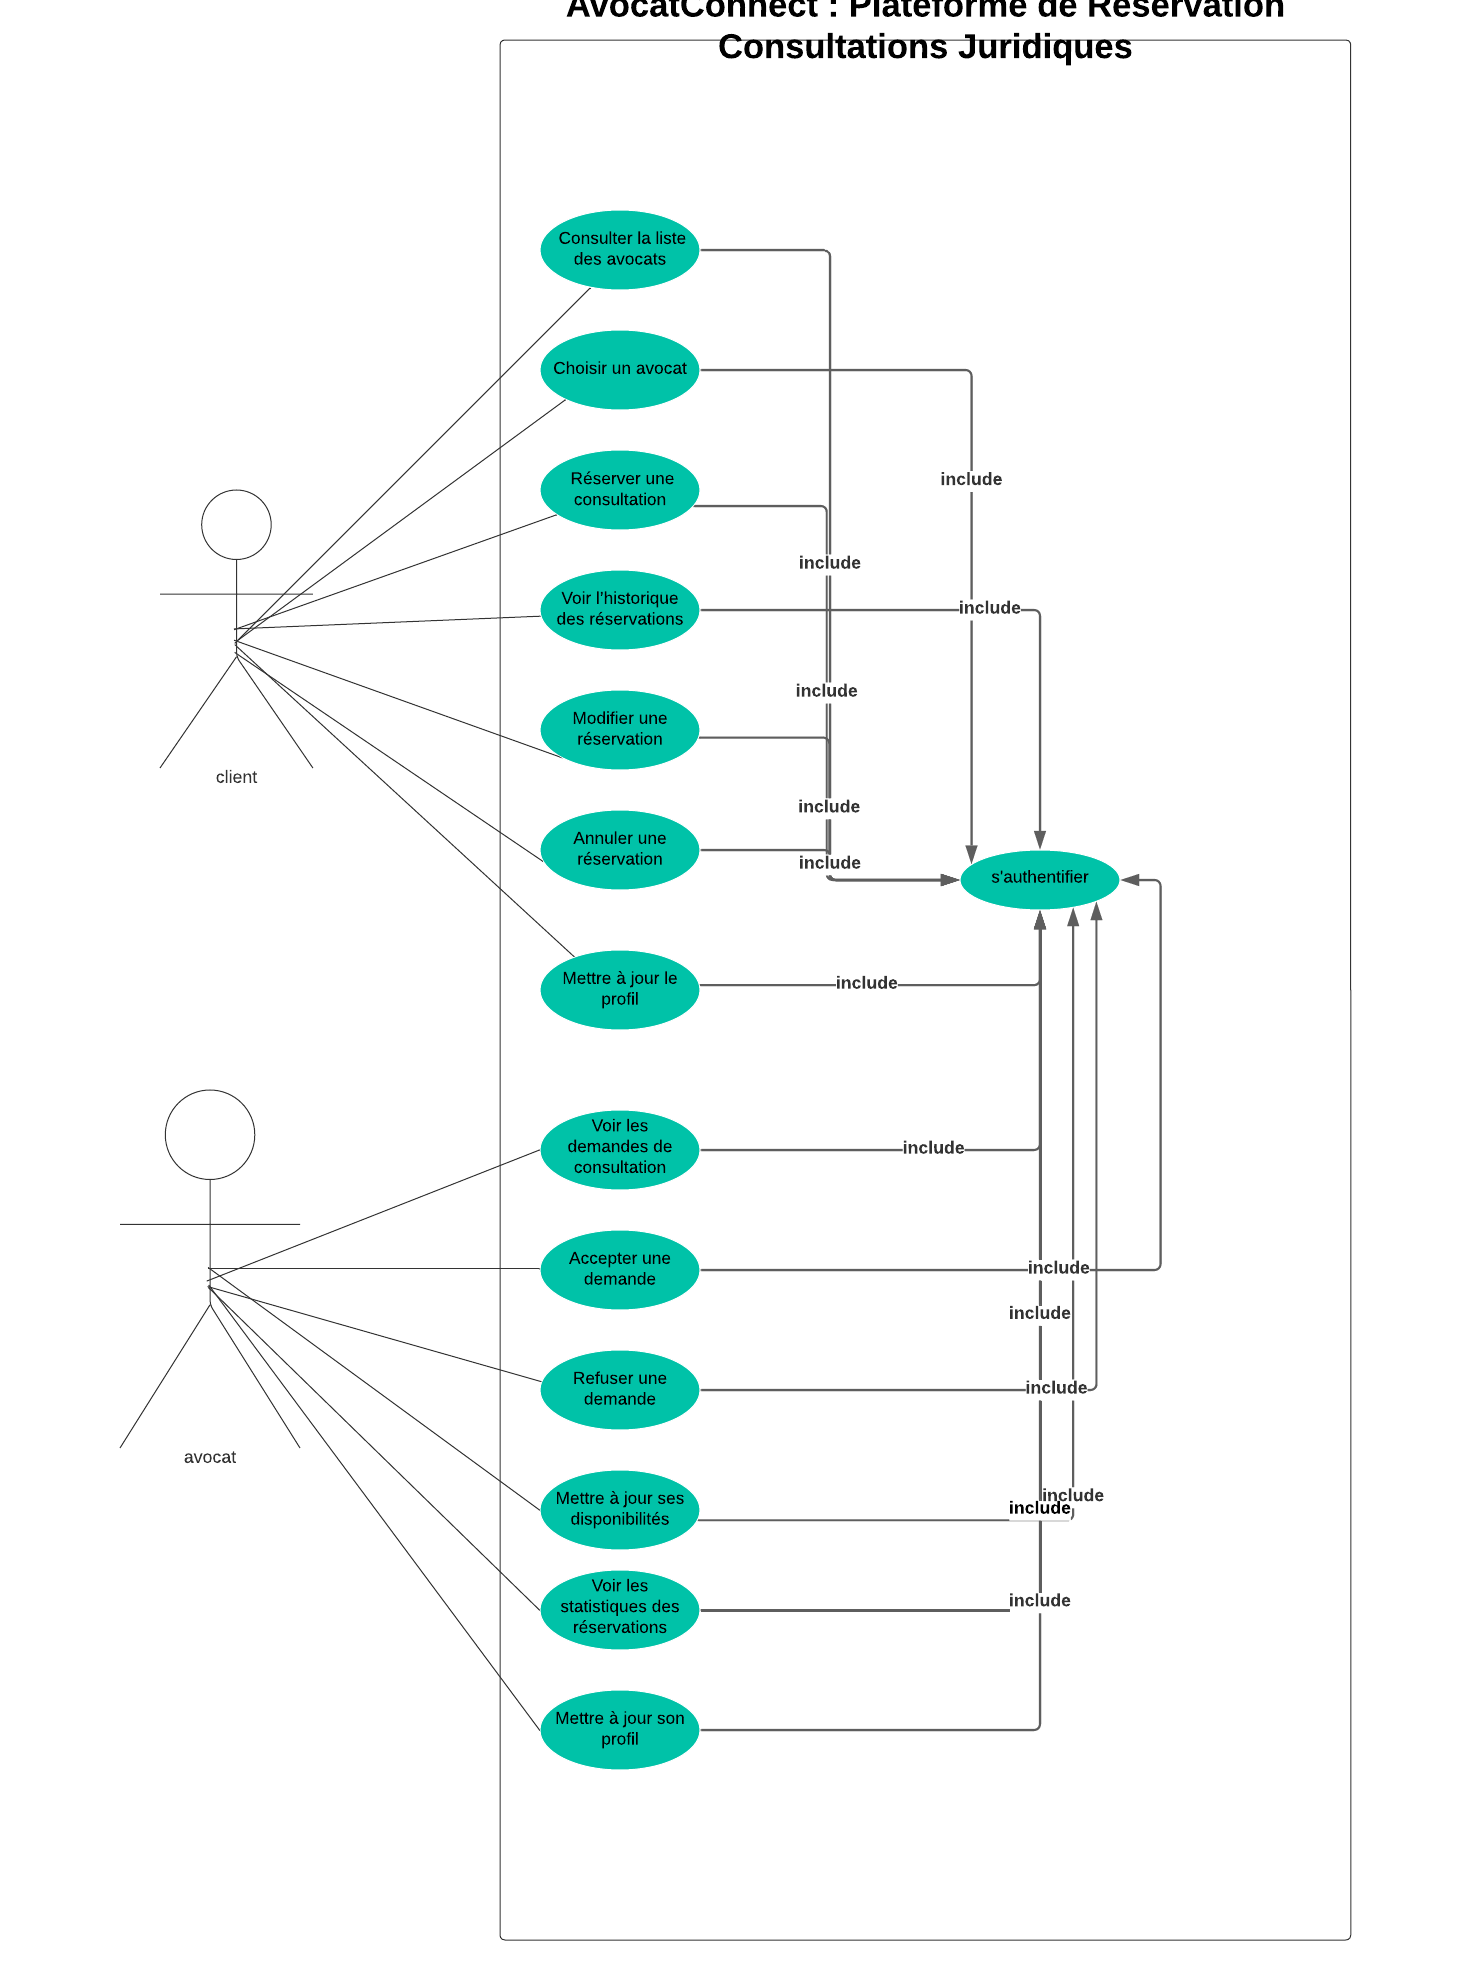 AvocatConnect : Plateforme de Réservation
Consultations Juridiques
Consulter la liste
des avocats
Choisir un avocat
include
Réserver une
consultation
include
Voir l'historique
des réservations
include
include
Modifier une
réservation
client
include
Annuler une
réservation
include
s'authentifier
Mettre à jour le
profil
include
Voir les
demandes de
consultation
include
Accepter une
demande
include
include
Refuser une
demande
include
avocat
Mettre à jour ses
disponibilités
include
include
Voir les
statistiques des
réservations
include
Mettre à jour son
profil